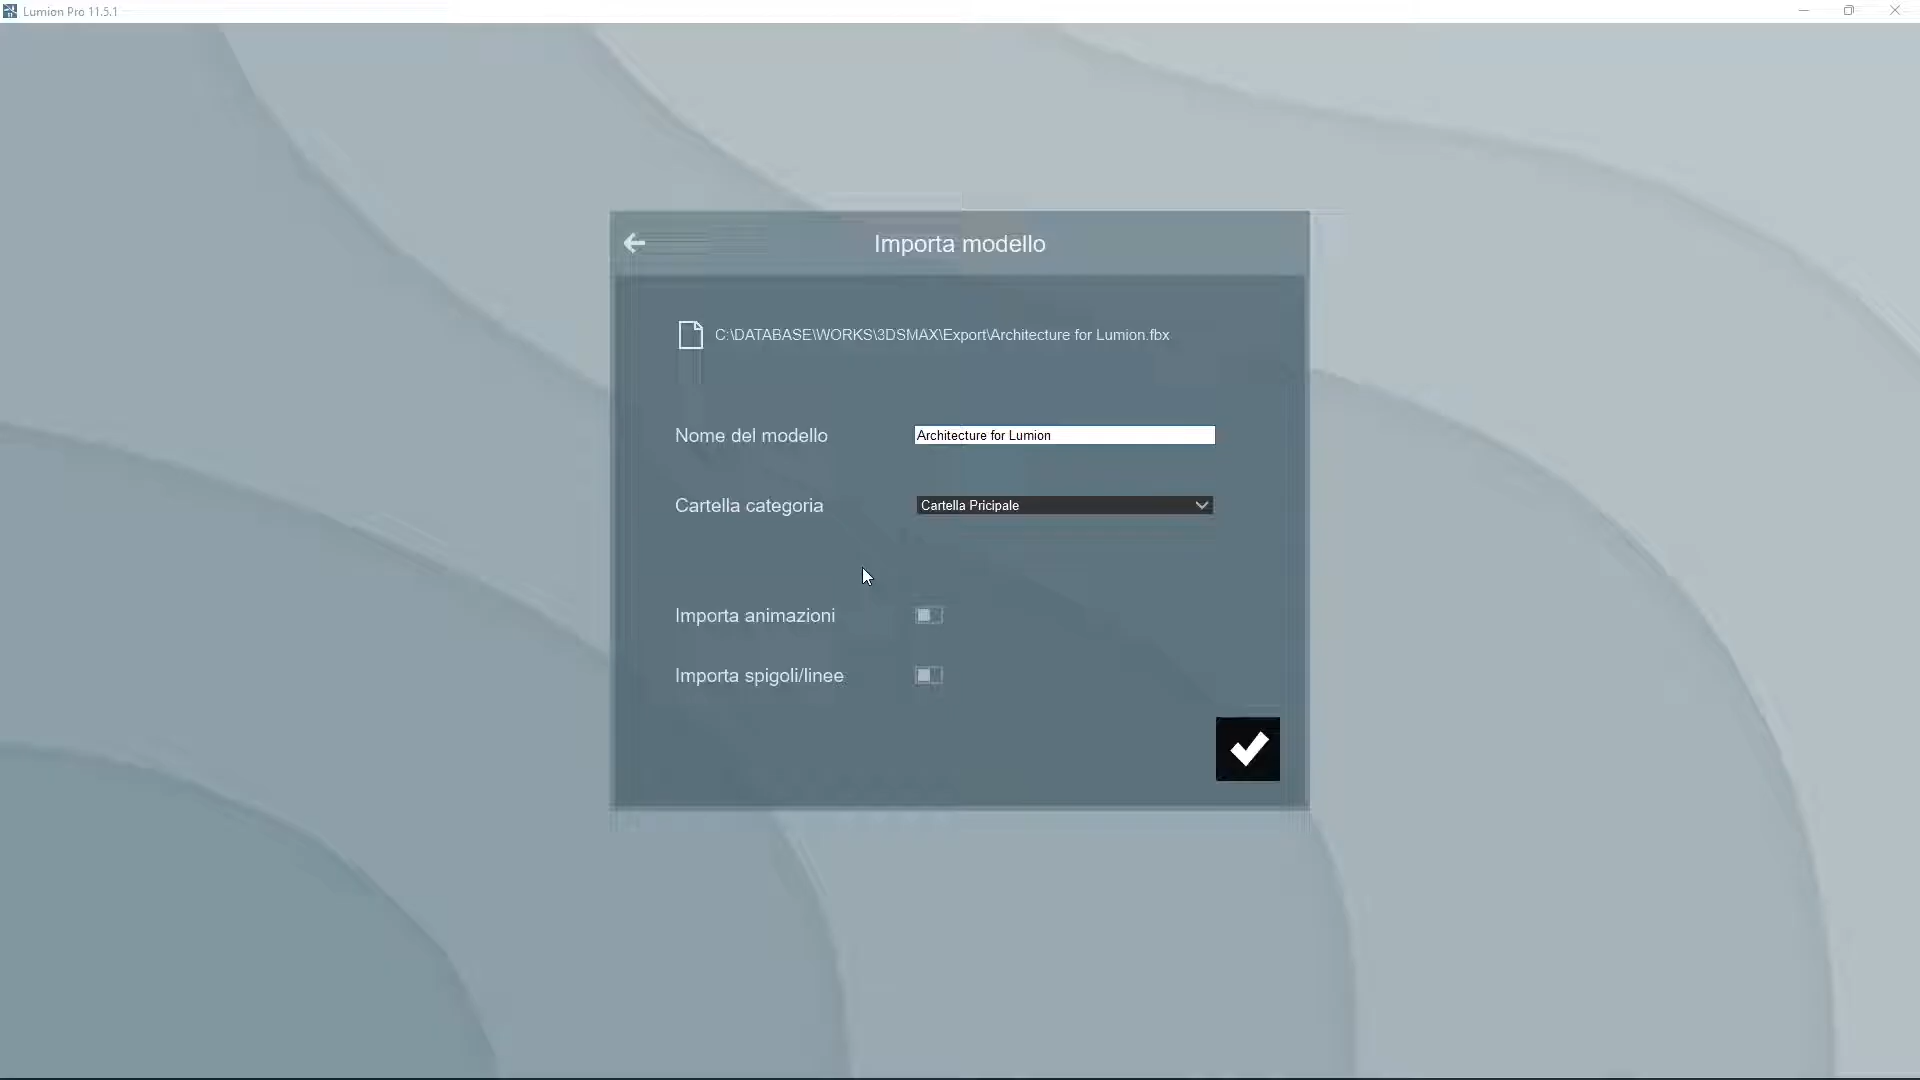 Lumion Pro 11.5.1
Importa modello
C:\DATABASE\WORKS\3DSMAX\Export\Architecture for Lumion.fbx
Nome del modello Architecture for Lumion
Cartella categoria Cartella Pricipale
Importa animazioni
Importa spigoli/linee